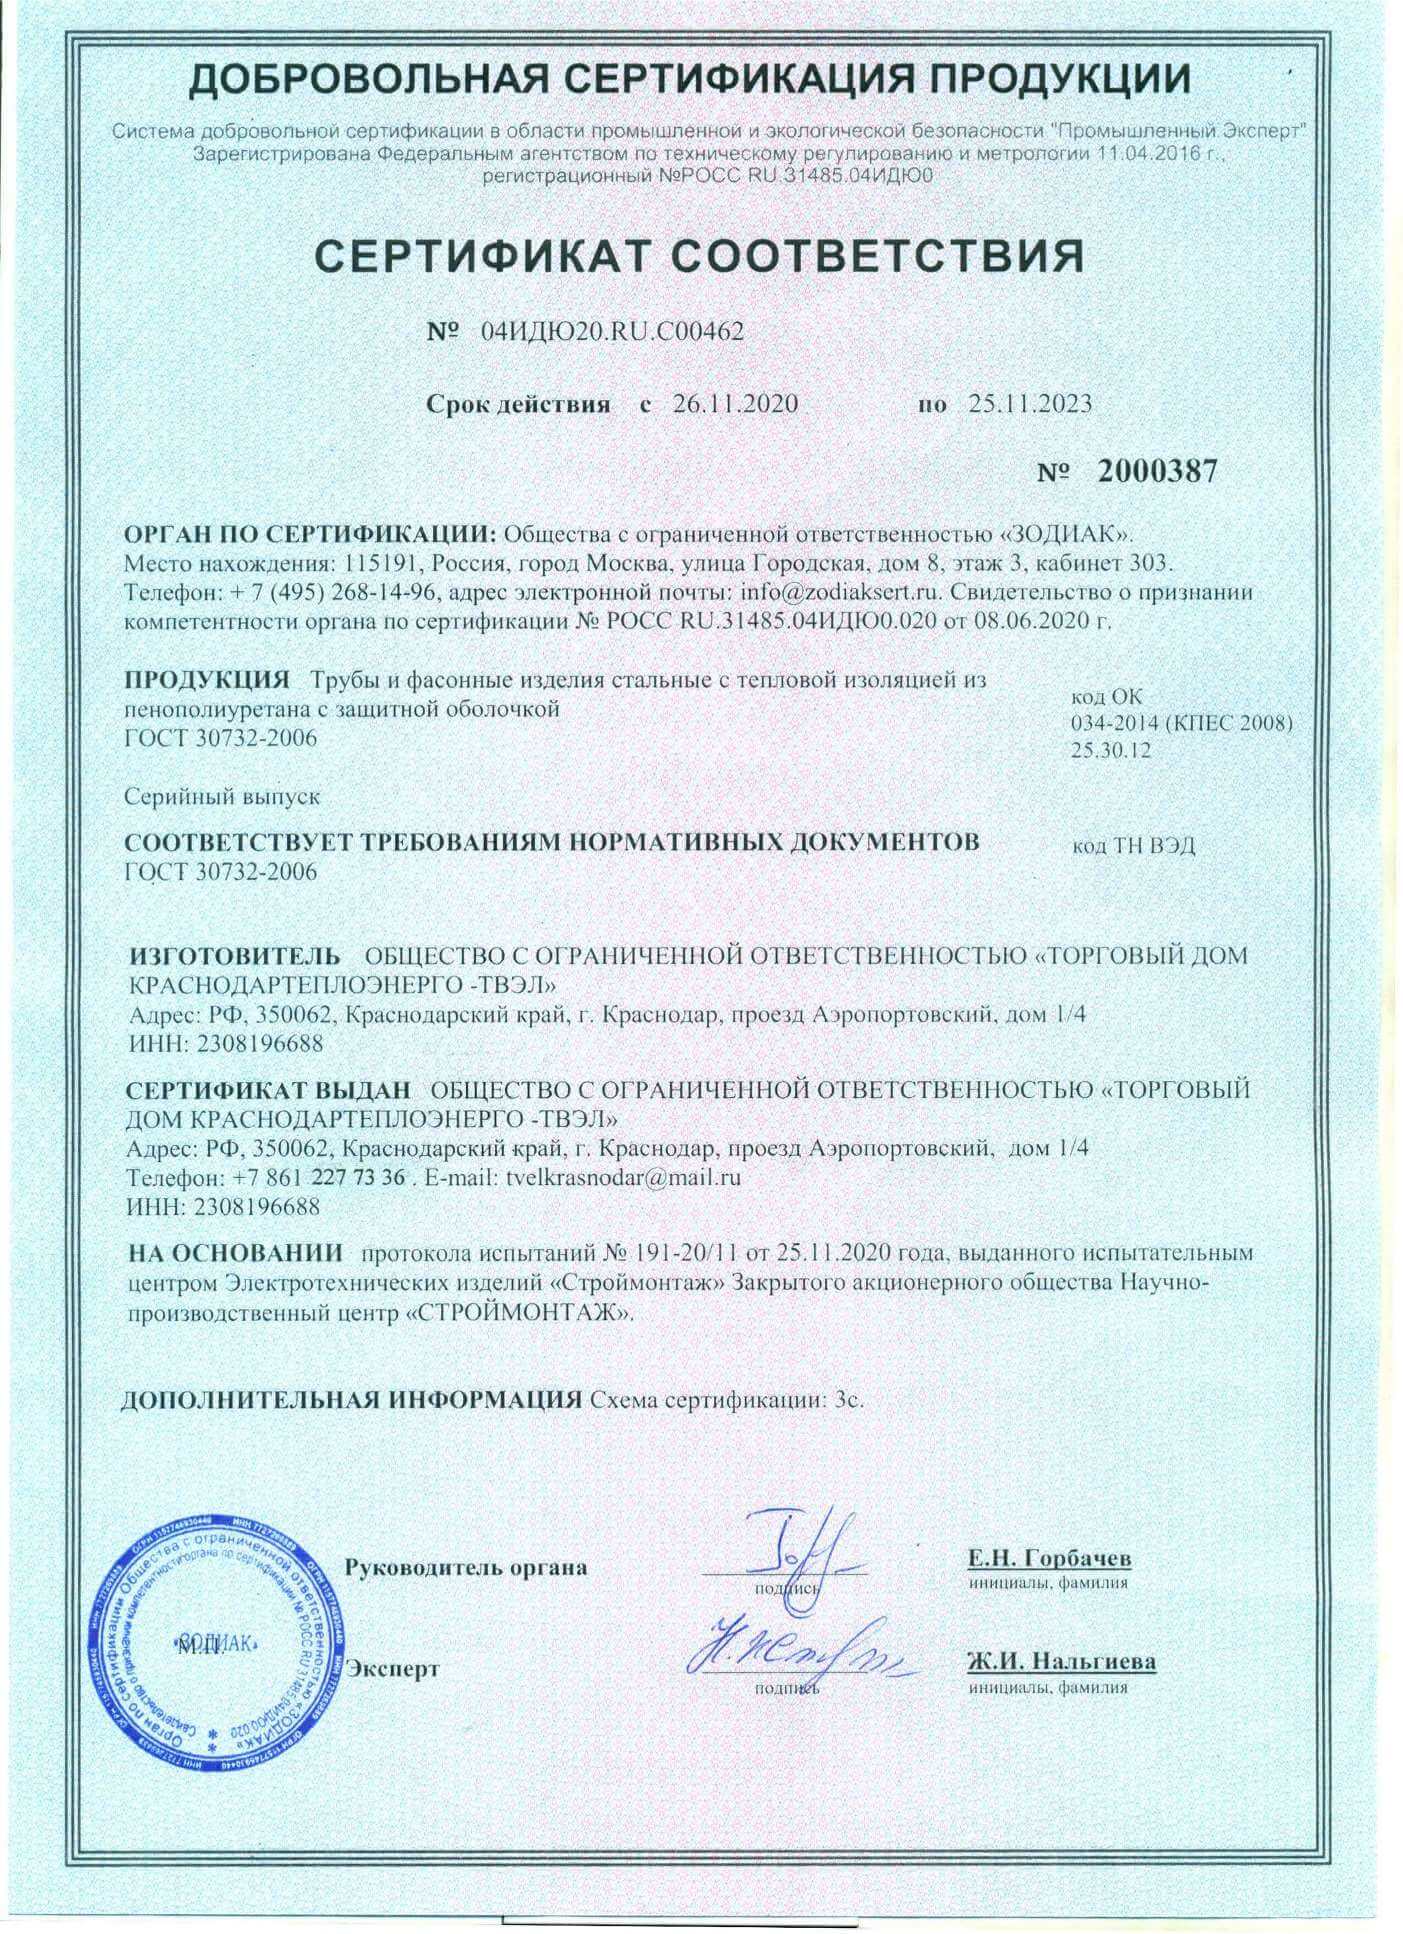 ДОБРОВОЛЬНАЯ СЕРТИФИКАЦИЯ ПРОДУКЦИИ
Система добровольной сертификации в области промышленной и экологической безопасности "Промышленный Эксперт"
Зарегистрирована Федеральным агентством по техническому регулированию и метрологии 11.04.2016 г.,
регистрационный №РОСС RU.31485.04ИДЮ0
СЕРТИФИКАТ СООТВЕТСТВИЯ
№ 04ИДЮ20.RU.С00462
Срок действия с 26.11.2020 по 25.11.2023
№ 2000387
ОРГАН ПО СЕРТИФИКАЦИИ: Общества с ограниченной ответственностью «ЗОДИАК».
Место нахождения: 115191, Россия, город Москва, улица Городская, дом 8, этаж 3, кабинет 303.
Телефон: + 7 (495) 268-14-96, адрес электронной почты: info@zodiaksert.ru. Свидетельство о признании
компетентности органа по сертификации № РОСС RU.31485.04ИДЮ0.020 от 08.06.2020 г.
ПРОДУКЦИЯ Трубы и фасонные изделия стальные с тепловой изоляцией из
пенополиуретана с защитной оболочкой
ГОСТ 30732-2006
код ОК
034-2014 (КПЕС 2008)
25.30.12
Серийный выпуск
СООТВЕТСТВУЕТ ТРЕБОВАНИЯМ НОРМАТИВНЫХ ДОКУМЕНТОВ
ГОСТ 30732-2006
код ТН ВЭД
ИЗГОТОВИТЕЛЬ ОБЩЕСТВО С ОГРАНИЧЕННОЙ ОТВЕТСТВЕННОСТЬЮ «ТОРГОВЫЙ ДОМ
КРАСНОДАРТЕПЛОЭНЕРГО -ТВЭЛ»
Адрес: РФ, 350062, Краснодарский край, г. Краснодар, проезд Аэропортовский, дом 1/4
ИНН: 2308196688
СЕРТИФИКАТ ВЫДАН ОБЩЕСТВО С ОГРАНИЧЕННОЙ ОТВЕТСТВЕННОСТЬЮ «ТОРГОВЫЙ
ДОМ КРАСНОДАРТЕПЛОЭНЕРГО -ТВЭЛ»
Адрес: РФ, 350062, Краснодарский край, г. Краснодар, проезд Аэропортовский, дом 1/4
Телефон: +7 861 227 73 36 . E-mail: tvelkrasnodar@mail.ru
ИНН: 2308196688
НА ОСНОВАНИИ протокола испытаний № 191-20/11 от 25.11.2020 года, выданного испытательным
центром Электротехнических изделий «Строймонтаж» Закрытого акционерного общества Научно-
производственный центр «СТРОЙМОНТАЖ».
ДОПОЛНИТЕЛЬНАЯ ИНФОРМАЦИЯ Схема сертификации: 3с.
Руководитель органа
подпись
Е.Н. Горбачев
инициалы, фамилия
Эксперт
подпись
Ж.И. Нальгиева
инициалы, фамилия
М.П.
Орган по сертификации Общества с ограниченной ответственностью «ЗОДИАК»
Свидетельство о признании компетентности органа по сертификации № РОСС RU.31485.04ИДЮ0.020
«ЗОДИАК»